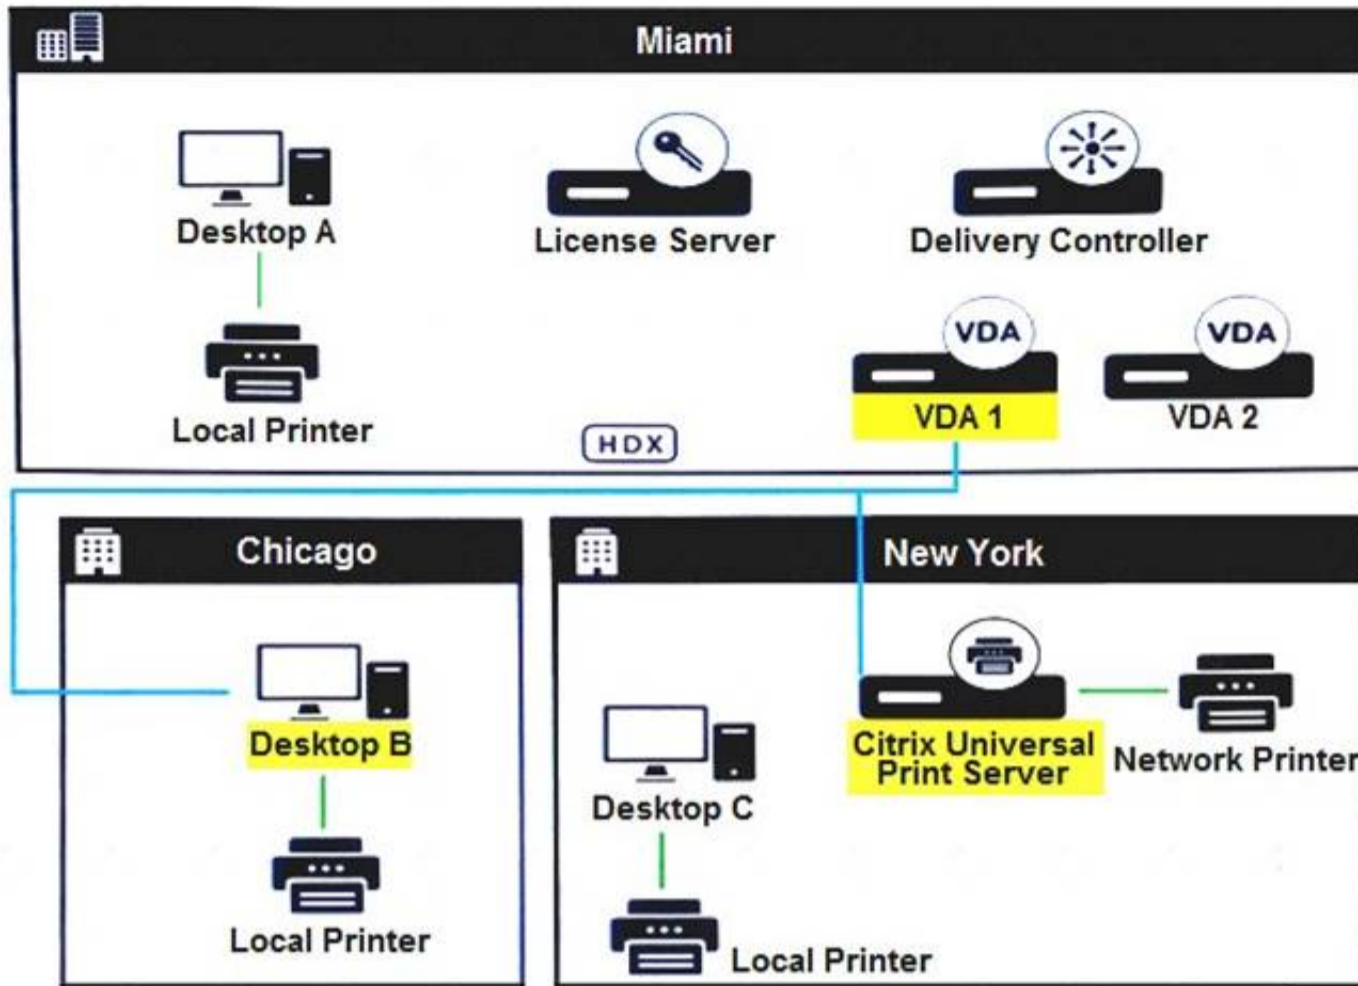 Miami
Desktop A
License Server
Delivery Controller
Local Printer
VDA
VDA
VDA 1
VDA 2
HDX
Chicago
New York
Desktop B
Local Printer
Desktop C
Citrix Universal
Print Server
Network Printer
Local Printer